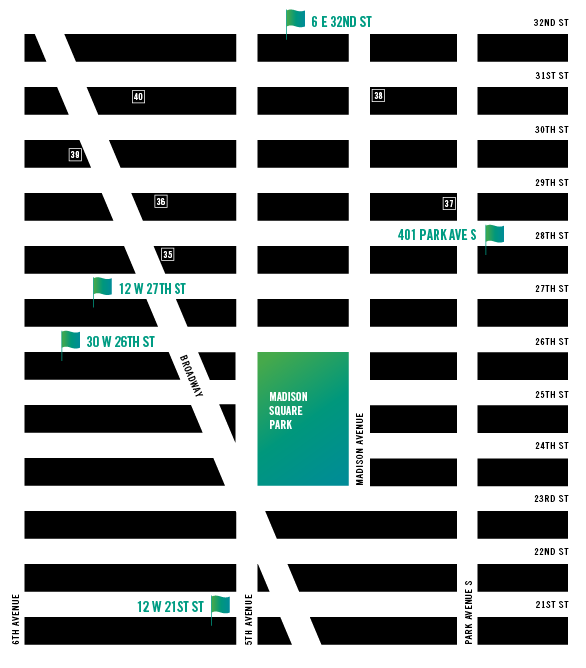 6 E 32ND ST
32ND ST
31ST ST
40
38
30TH ST
39
29TH ST
36
37
401 PARK AVE S
28TH ST
35
12 W 27TH ST
27TH ST
30 W 26TH ST
26TH ST
BROADWAY
MADISON
SQUARE
PARK
25TH ST
MADISON AVENUE
24TH ST
23RD ST
22ND ST
6TH AVENUE
12 W 21ST ST
5TH AVENUE
PARK AVENUE S
21ST ST